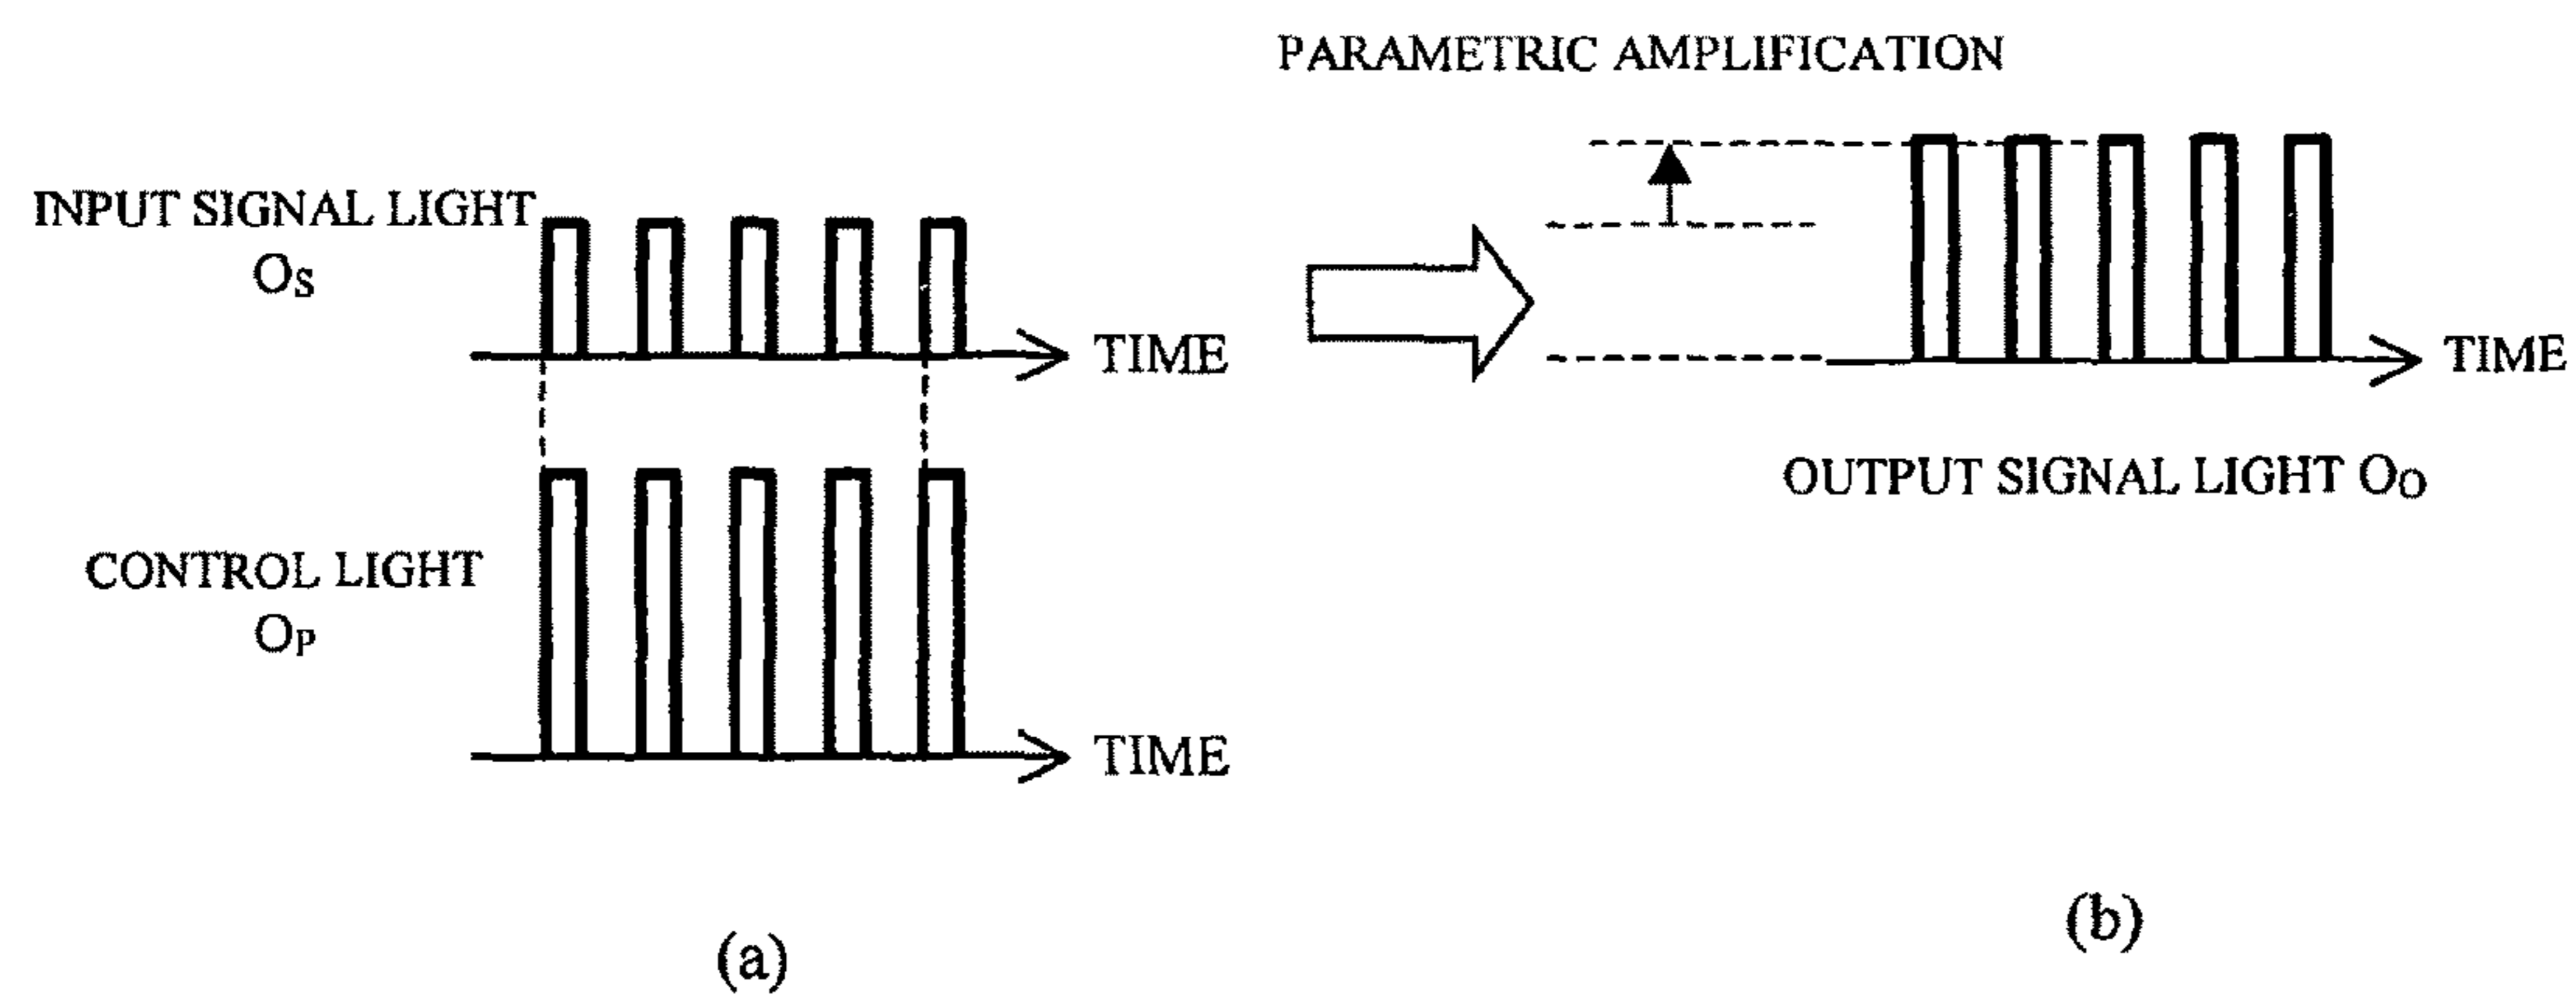 PARAMETRIC AMPLIFICATION
INPUT SIGNAL LIGHT
OS
TIME
TIME
OUTPUT SIGNAL LIGHT OO
CONTROL LIGHT
OP
TIME
(a)
(b)